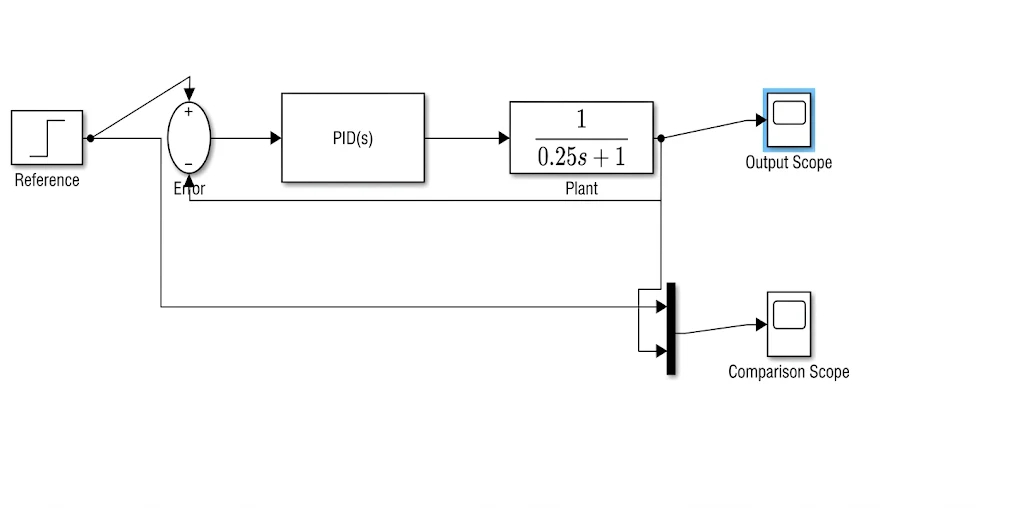 +
−
PID(s)
1
0.25s + 1
Reference
Error
Plant
Output Scope
Comparison Scope